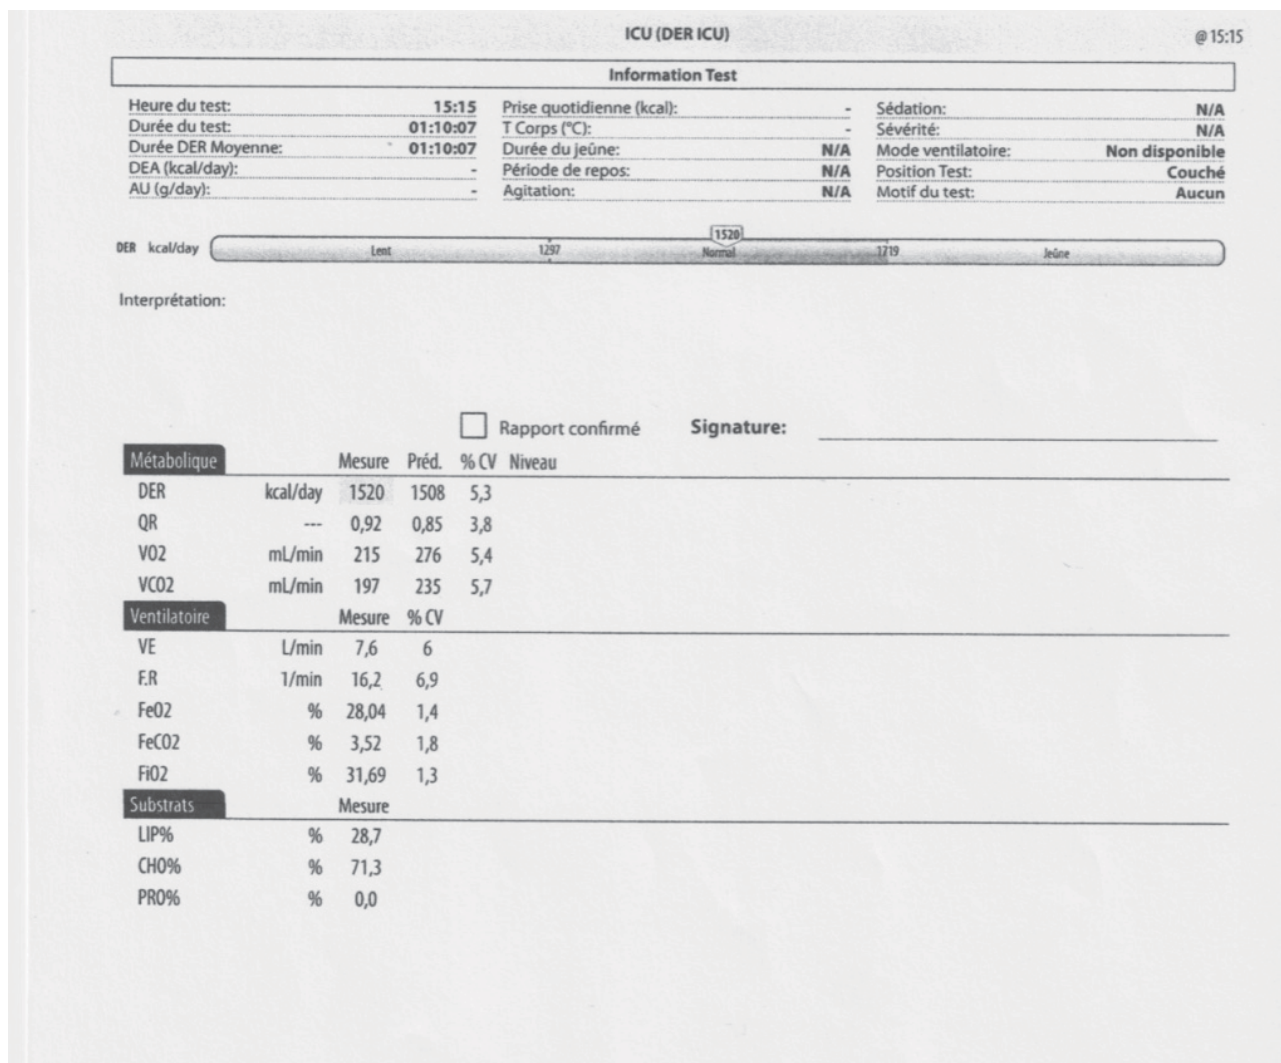 ICU (DER ICU) @ 15:15
Information Test
Heure du test: 15:15 Prise quotidienne (kcal): - Sédation: N/A
Durée du test: 01:10:07 T Corps (°C): - Sévérité: N/A
Durée DER Moyenne: 01:10:07 Durée du jeûne: N/A Mode ventilatoire: Non disponible
DEA (kcal/day): - Période de repos: N/A Position Test: Couché
AU (g/day): - Agitation: N/A Motif du test: Aucun
1520
DER kcal/day Lent 1297 Normal 1719 Jeûne
Interprétation:
Rapport confirmé Signature:
Métabolique Mesure Préd. % CV Niveau
DER kcal/day 1520 1508 5,3
QR --- 0,92 0,85 3,8
VO2 mL/min 215 276 5,4
VCO2 mL/min 197 235 5,7
Ventilatoire Mesure % CV
VE L/min 7,6 6
F.R 1/min 16,2 6,9
FeO2 % 28,04 1,4
FeCO2 % 3,52 1,8
FiO2 % 31,69 1,3
Substrats Mesure
LIP% % 28,7
CHO% % 71,3
PRO% % 0,0